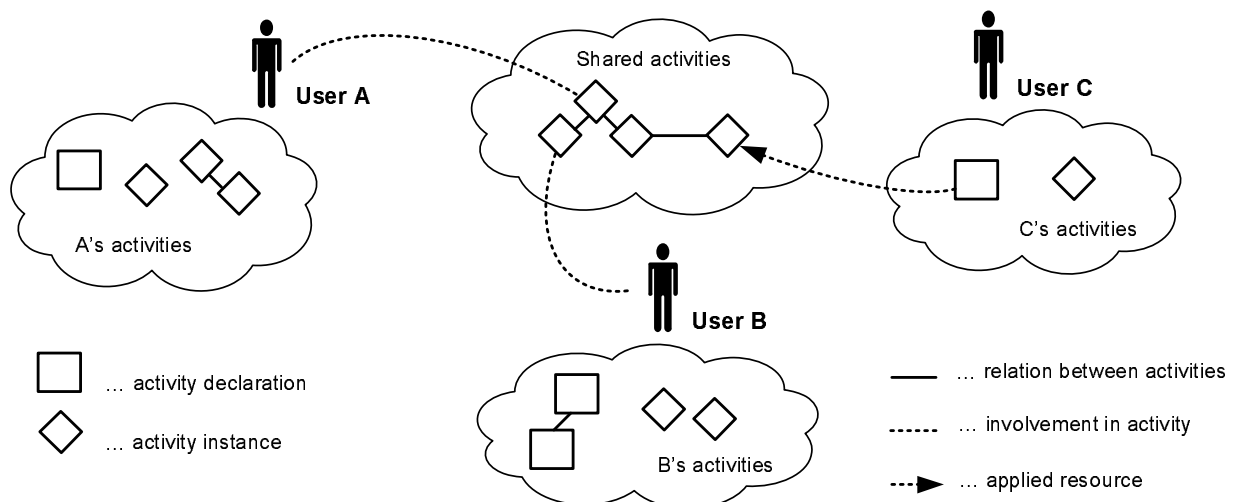 Shared activities
User A
User C
A's activities
C's activities
User B
B's activities
... activity declaration
... activity instance
... relation between activities
... involvement in activity
... applied resource